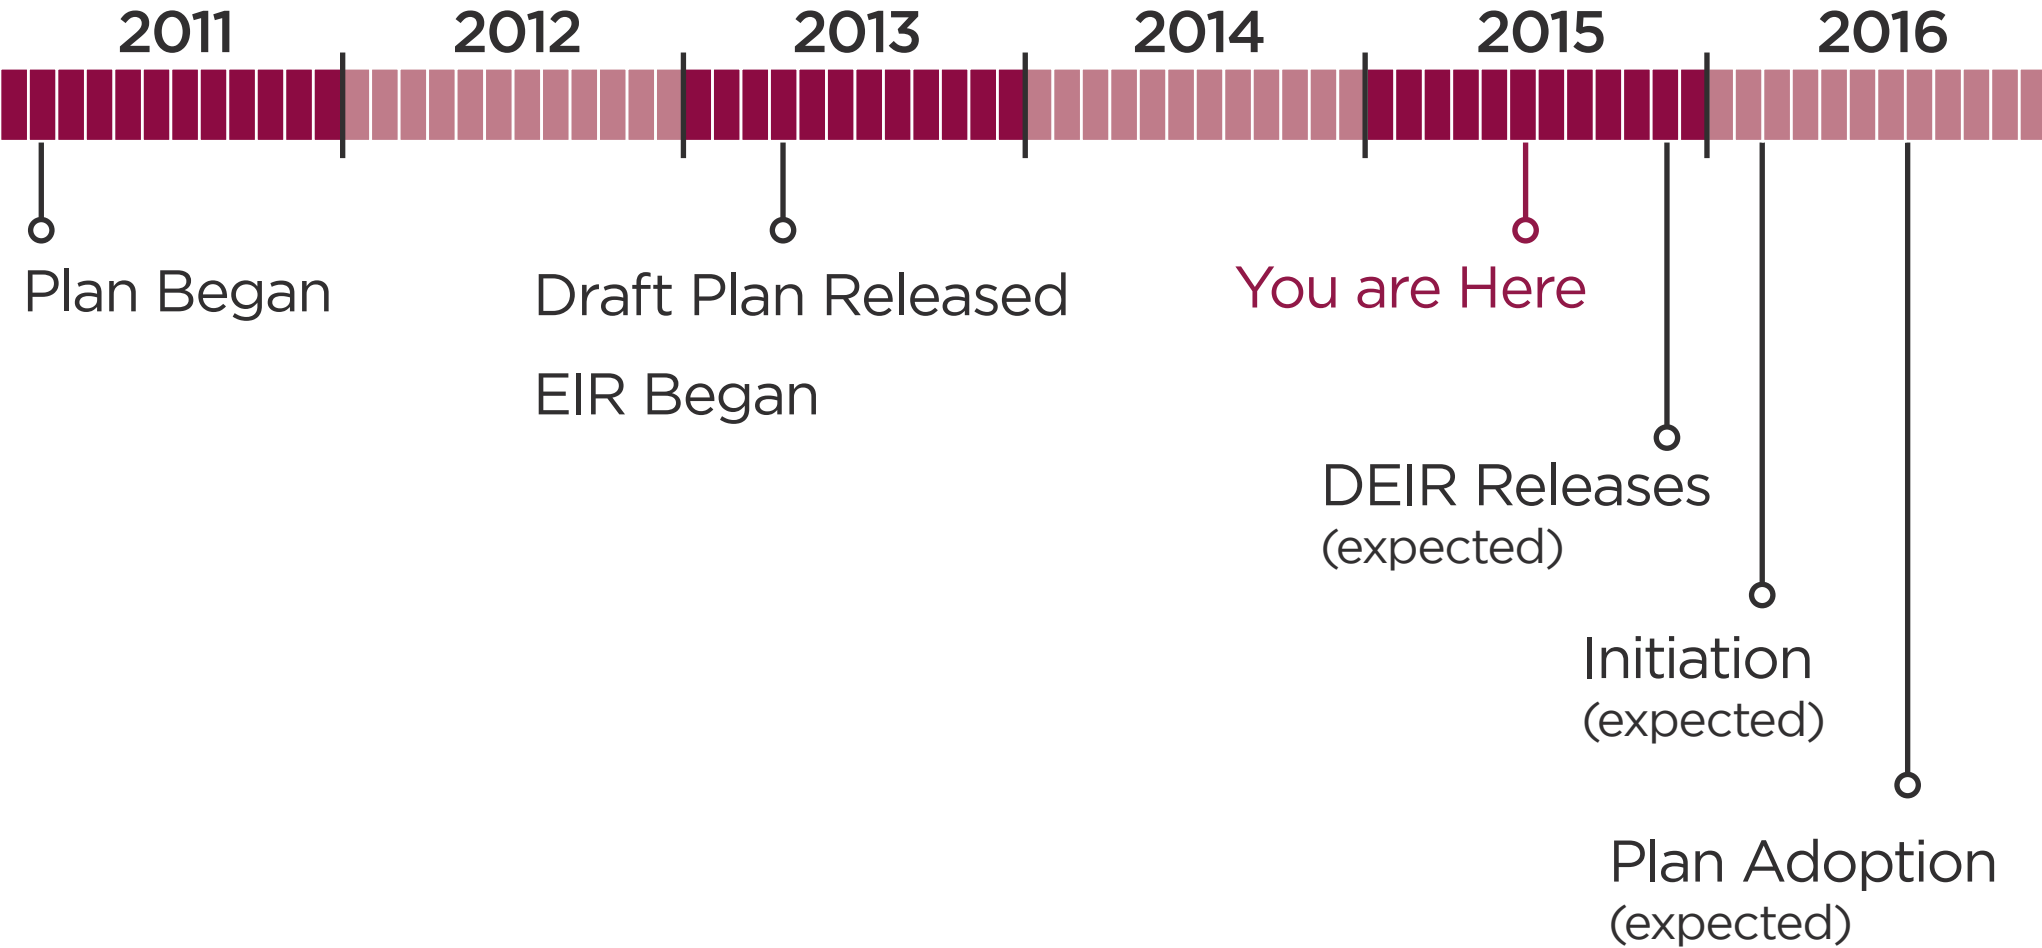 2011 2012 2013 2014 2015 2016
Plan Began
Draft Plan Released
EIR Began
You are Here
DEIR Releases
(expected)
Initiation
(expected)
Plan Adoption
(expected)